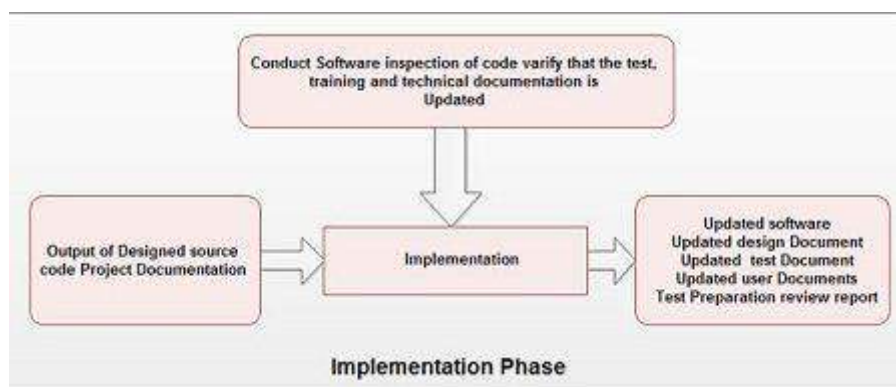 Conduct Software inspection of code varify that the test,
training and technical documentation is
Updated
Output of Designed source
code Project Documentation
Implementation
Updated software
Updated design Document
Updated test Document
Updated user Documents
Test Preparation review report
Implementation Phase